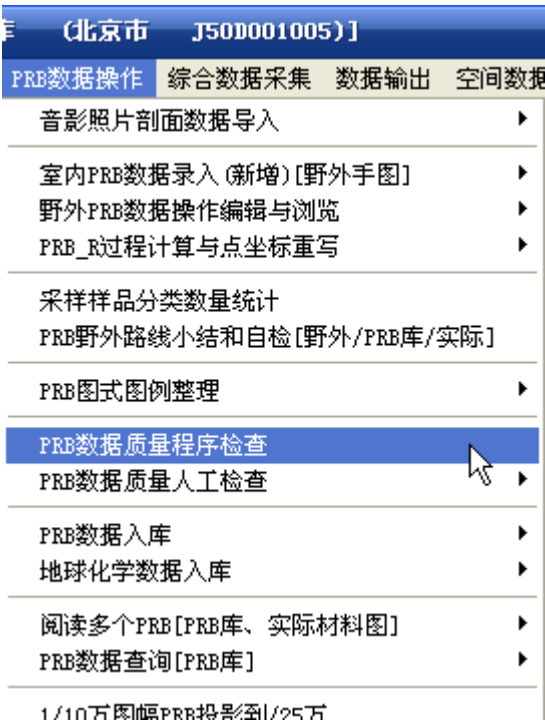 库 (北京市 J50D001005)]
PRB数据操作 综合数据采集 数据输出 空间数据
音影照片剖面数据导入
室内PRB数据录入(新增)[野外手图]
野外PRB数据操作编辑与浏览
PRB_R过程计算与点坐标重写
采样样品分类数量统计
PRB野外路线小结和自检[野外/PRB库/实际]
PRB图式图例整理
PRB数据质量程序检查
PRB数据质量人工检查
PRB数据入库
地球化学数据入库
阅读多个PRB[PRB库、实际材料图]
PRB数据查询[PRB库]
1/10万图幅PRB投影到/25万